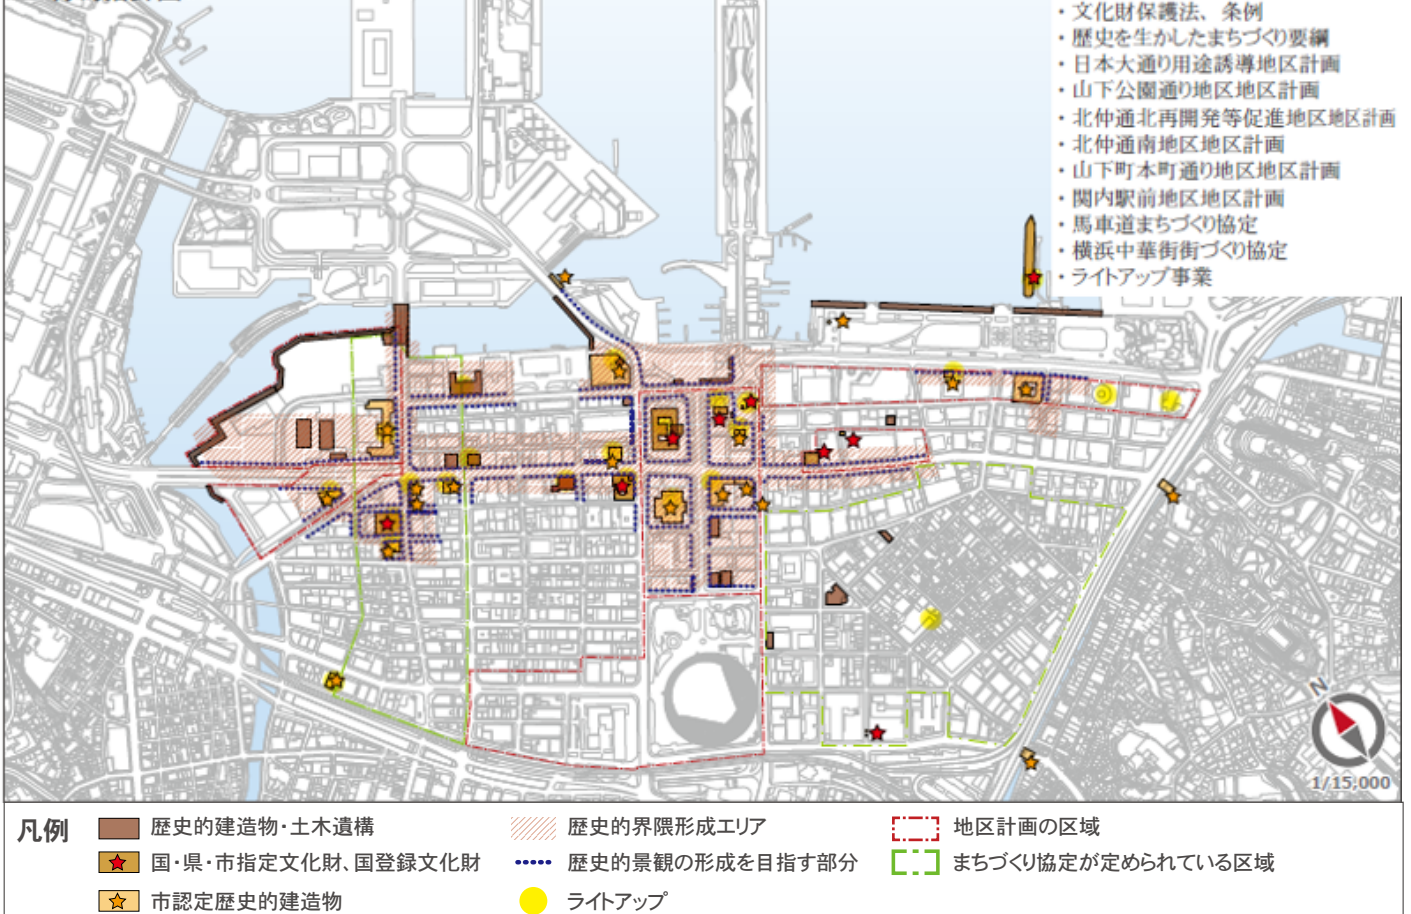 ・文化財保護法、条例
・歴史を生かしたまちづくり要綱
・日本大通り用途誘導地区計画
・山下公園通り地区地区計画
・北仲通北再開発等促進地区地区計画
・北仲通南地区地区計画
・山下町本町通り地区地区計画
・関内駅前地区地区計画
・馬車道まちづくり協定
・横浜中華街街づくり協定
・ライトアップ事業
N
1/15,000
凡例
歴史的建造物・土木遺構
歴史的界隈形成エリア
地区計画の区域
国・県・市指定文化財、国登録文化財
歴史的景観の形成を目指す部分
まちづくり協定が定められている区域
市認定歴史的建造物
ライトアップ